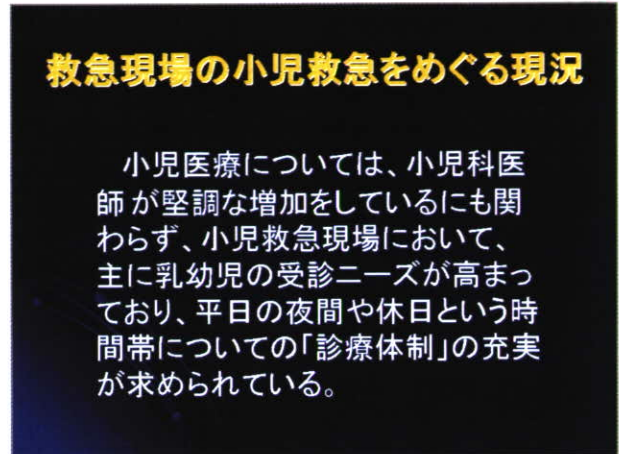 救急現場の小児救急をめぐる現況
小児医療については、小児科医
師が堅調な増加をしているにも関
わらず、小児救急現場において、
主に乳幼児の受診ニーズが高まっ
ており、平日の夜間や休日という時
間帯についての「診療体制」の充実
が求められている。